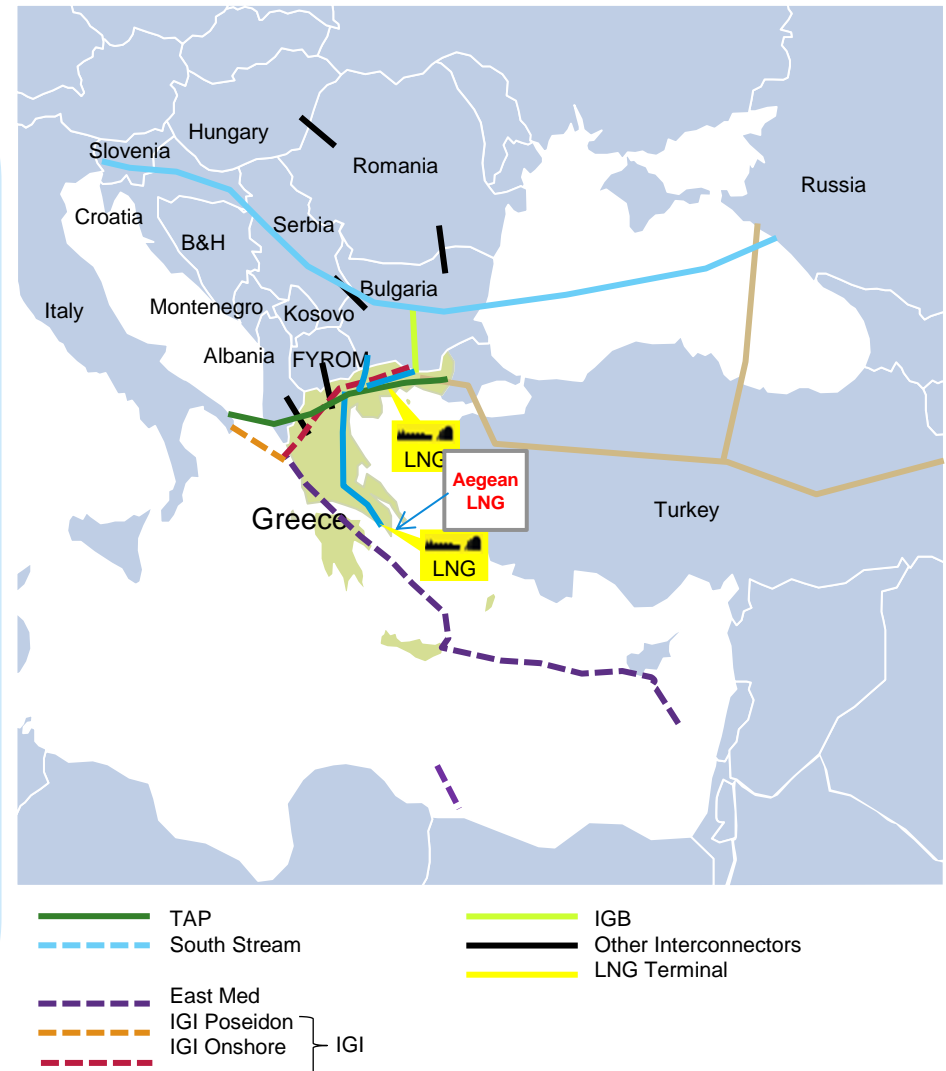 Hungary
Slovenia
Romania
Russia
Croatia
Serbia
B&H
Bulgaria
Italy
Montenegro
Kosovo
Albania
FYROM
LNG
Aegean
LNG
Turkey
Greece
LNG
TAP
IGB
South Stream
Other Interconnectors
LNG Terminal
East Med
IGI Poseidon
IGI Onshore
IGI